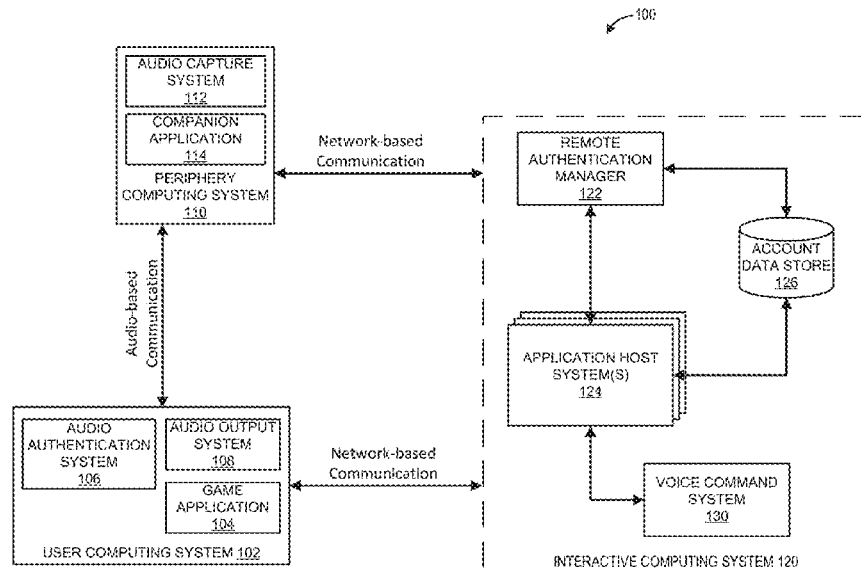 100
AUDIO CAPTURE
SYSTEM
112
COMPANION
APPLICATION
114
PERIPHERY
COMPUTING SYSTEM
110
Network-based
Communication
REMOTE
AUTHENTICATION
MANAGER
122
ACCOUNT
DATA STORE
126
Audio-based
Communication
APPLICATION HOST
SYSTEM(S)
124
AUDIO
AUTHENTICATION
SYSTEM
106
AUDIO OUTPUT
SYSTEM
108
GAME
APPLICATION
104
USER COMPUTING SYSTEM 102
Network-based
Communication
VOICE COMMAND
SYSTEM
130
INTERACTIVE COMPUTING SYSTEM 120